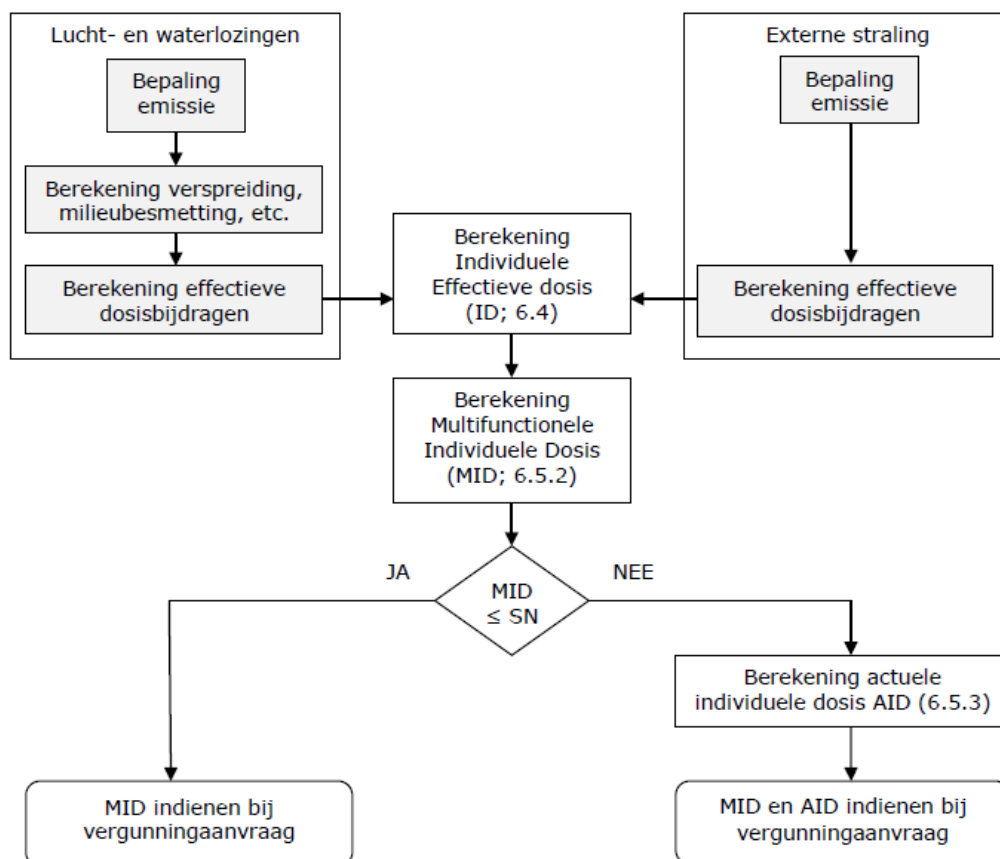 Lucht- en waterlozingen
Bepaling
emissie
Berekening verspreiding,
milieubesmetting, etc.
Berekening effectieve
dosisbijdragen
Externe straling
Bepaling
emissie
Berekening effectieve
dosisbijdragen
Berekening
Individuele
Effectieve dosis
(ID; 6.4)
Berekening
Multifunctionele
Individuele Dosis
(MID; 6.5.2)
MID
≤ SN
JA
NEE
Berekening actuele
individuele dosis AID (6.5.3)
MID indienen bij
vergunningaanvraag
MID en AID indienen bij
vergunningaanvraag